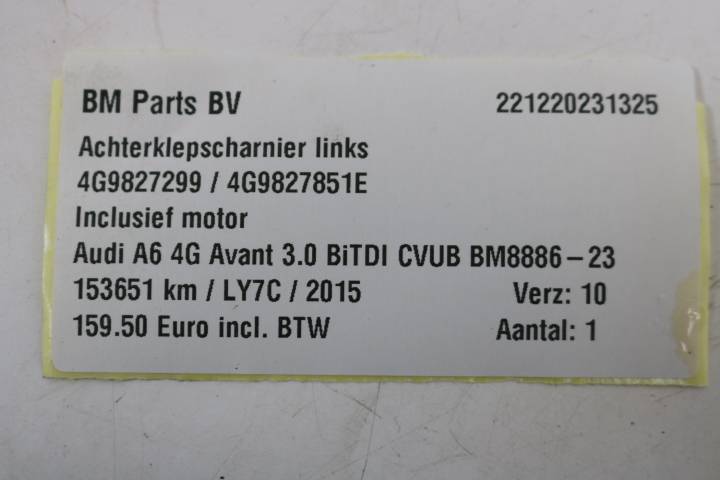 BM Parts BV 221220231325
Achterklepscharnier links
4G9827299 / 4G9827851E
Inclusief motor
Audi A6 4G Avant 3.0 BiTDI CVUB BM8886-23
153651 km / LY7C / 2015 Verz: 10
159.50 Euro incl. BTW Aantal: 1